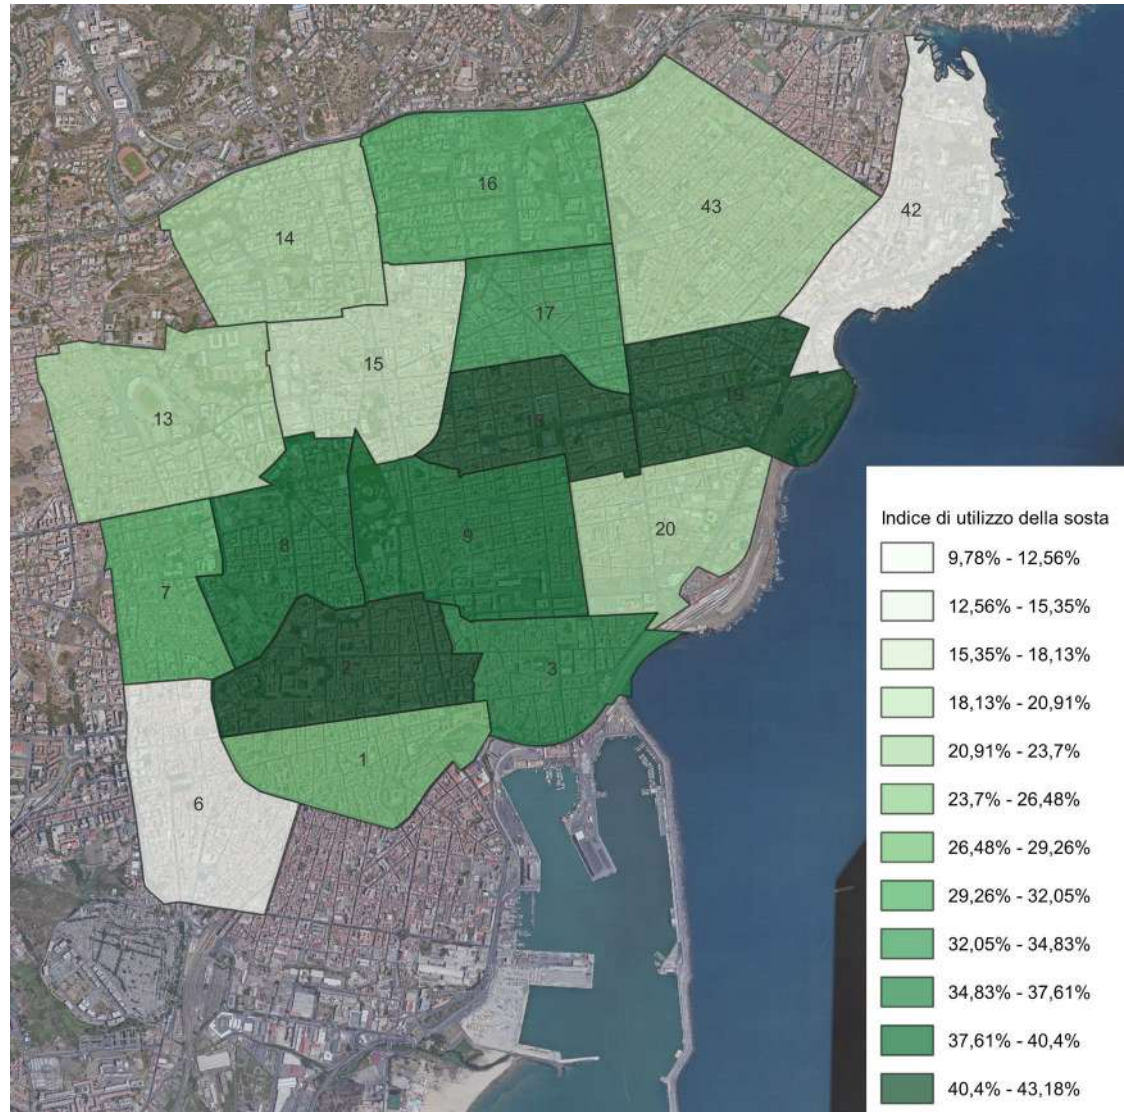 16
43
42
14
17
15
18
13
20
9
8
7
2
3
1
6
Indice di utilizzo della sosta
9,78% - 12,56%
12,56% - 15,35%
15,35% - 18,13%
18,13% - 20,91%
20,91% - 23,7%
23,7% - 26,48%
26,48% - 29,26%
29,26% - 32,05%
32,05% - 34,83%
34,83% - 37,61%
37,61% - 40,4%
40,4% - 43,18%